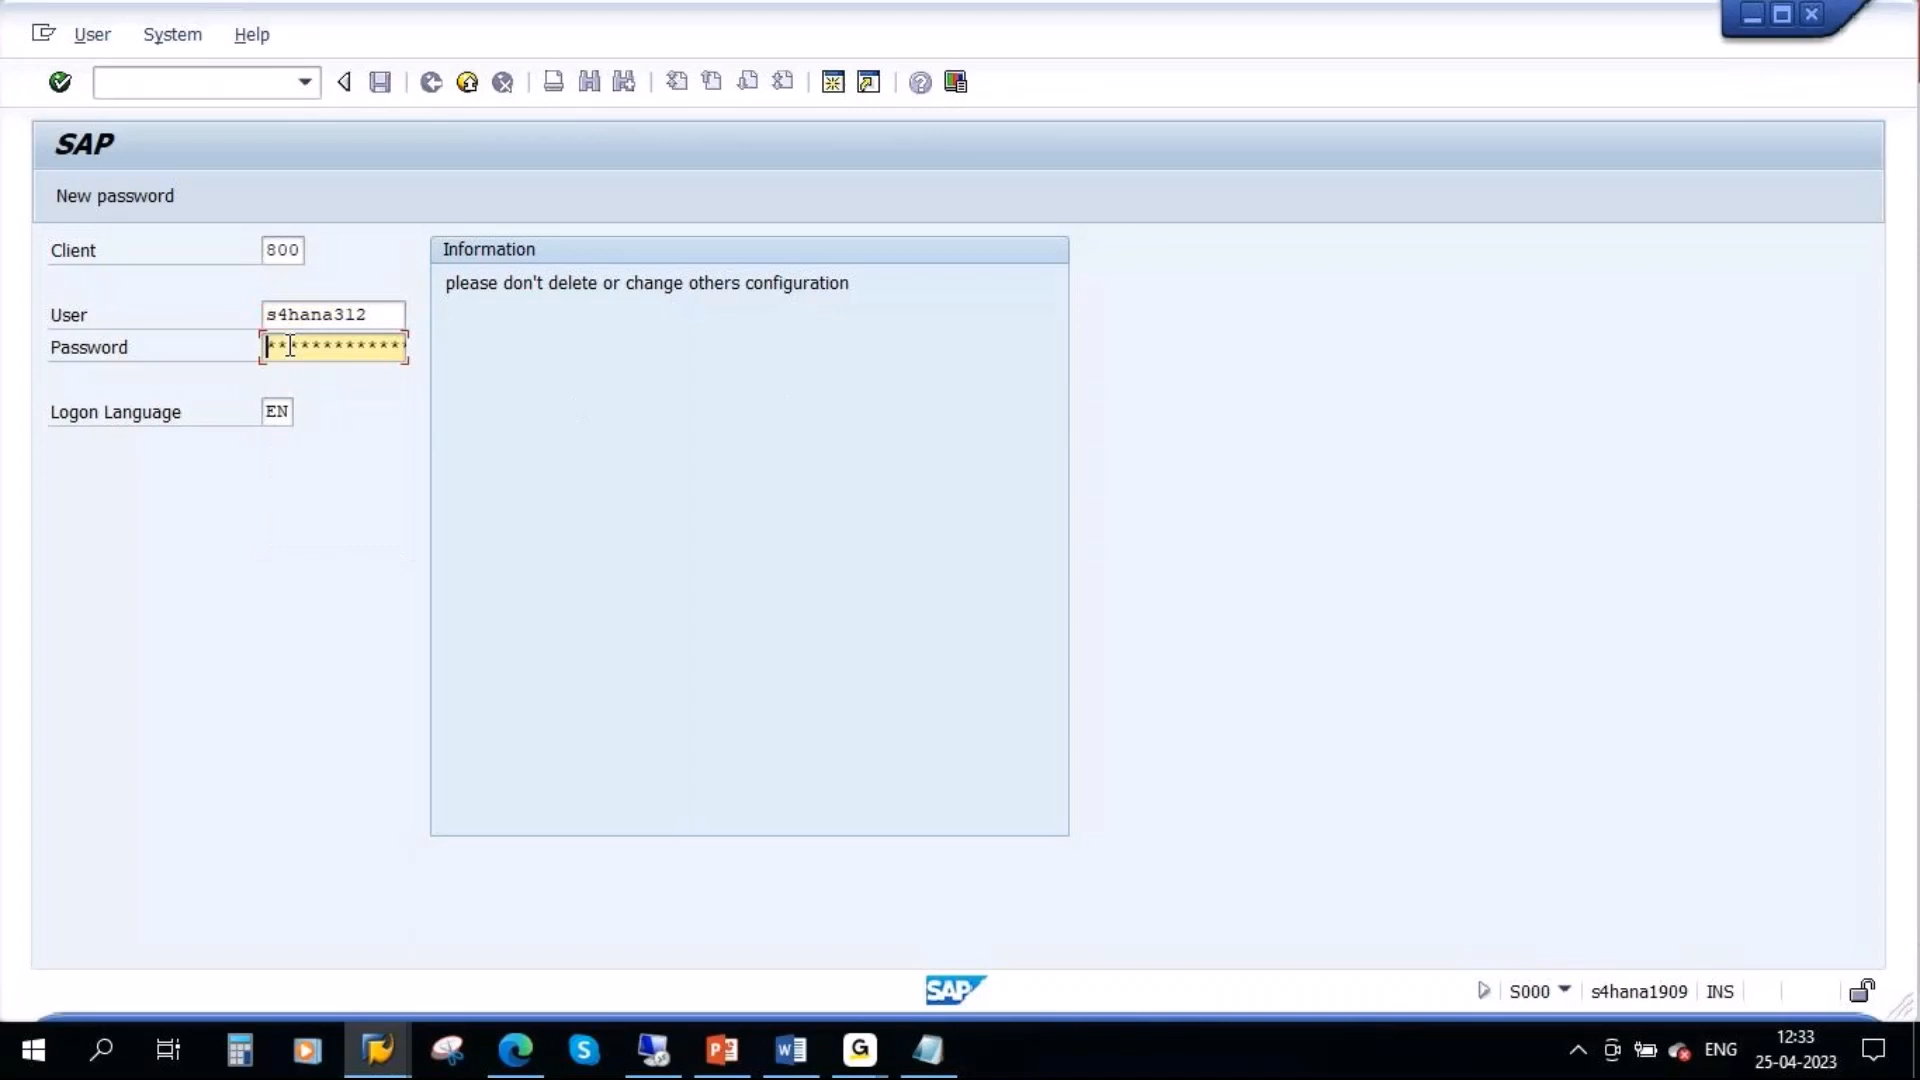 User System Help
SAP
New password
Client 800
User s4hana312
Password ************
Logon Language EN
Information
please don't delete or change others configuration
SAP
S000 s4hana1909 INS
ENG
12:33
25-04-2023